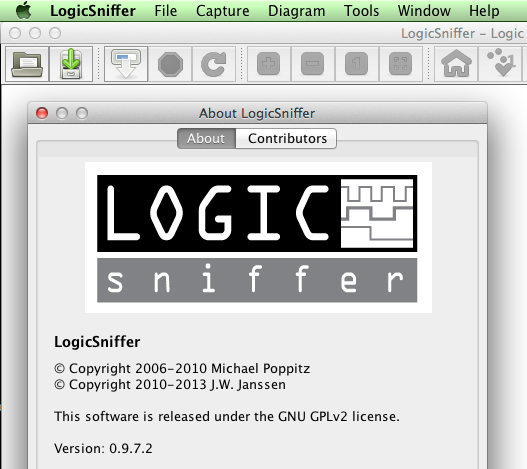 LogicSniffer File Capture Diagram Tools Window Help
LogicSniffer – Logic
About LogicSniffer
About Contributors
LOGIC
sniffer
LogicSniffer
© Copyright 2006-2010 Michael Poppitz
© Copyright 2010-2013 J.W. Janssen
This software is released under the GNU GPLv2 license.
Version: 0.9.7.2